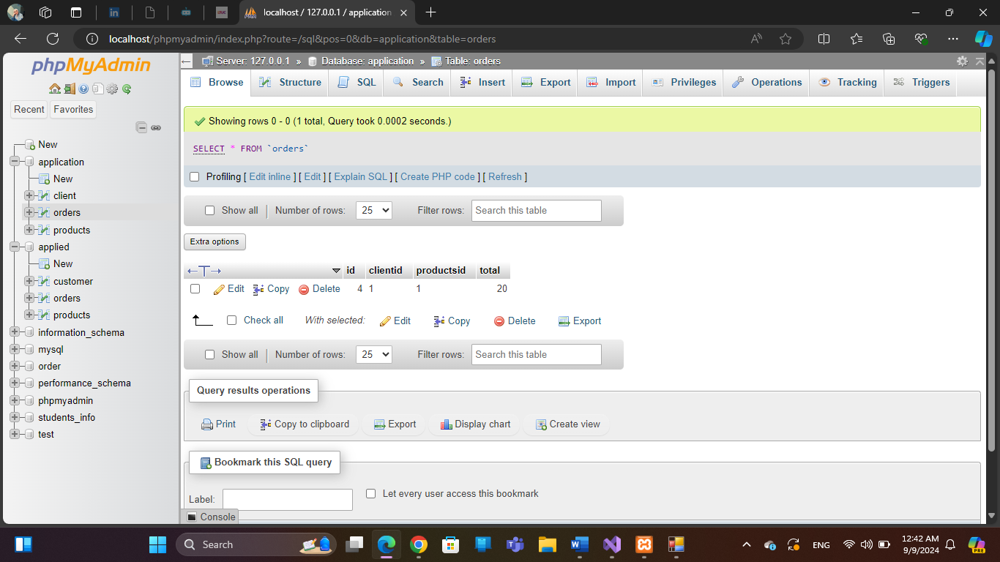 localhost / 127.0.0.1 / application
localhost/phpmyadmin/index.php?route=/sql&pos=0&db=application&table=orders
phpMyAdmin
Server: 127.0.0.1 » Database: application » Table: orders
Browse Structure SQL Search Insert Export Import Privileges Operations Tracking Triggers
Recent Favorites
New
application
New
client
orders
products
applied
New
customer
orders
products
information_schema
mysql
order
performance_schema
phpmyadmin
students_info
test
Showing rows 0 - 0 (1 total, Query took 0.0002 seconds.)
SELECT * FROM `orders`
Profiling [ Edit inline ] [ Edit ] [ Explain SQL ] [ Create PHP code ] [ Refresh ]
Show all Number of rows: 25 Filter rows: Search this table
Extra options
←T→ id clientid productsid total
Edit Copy Delete 4 1 1 20
Check all With selected: Edit Copy Delete Export
Show all Number of rows: 25 Filter rows: Search this table
Query results operations
Print Copy to clipboard Export Display chart Create view
Bookmark this SQL query
Label: Let every user access this bookmark
Console
Search
ENG
12:42 AM
9/9/2024
PRE